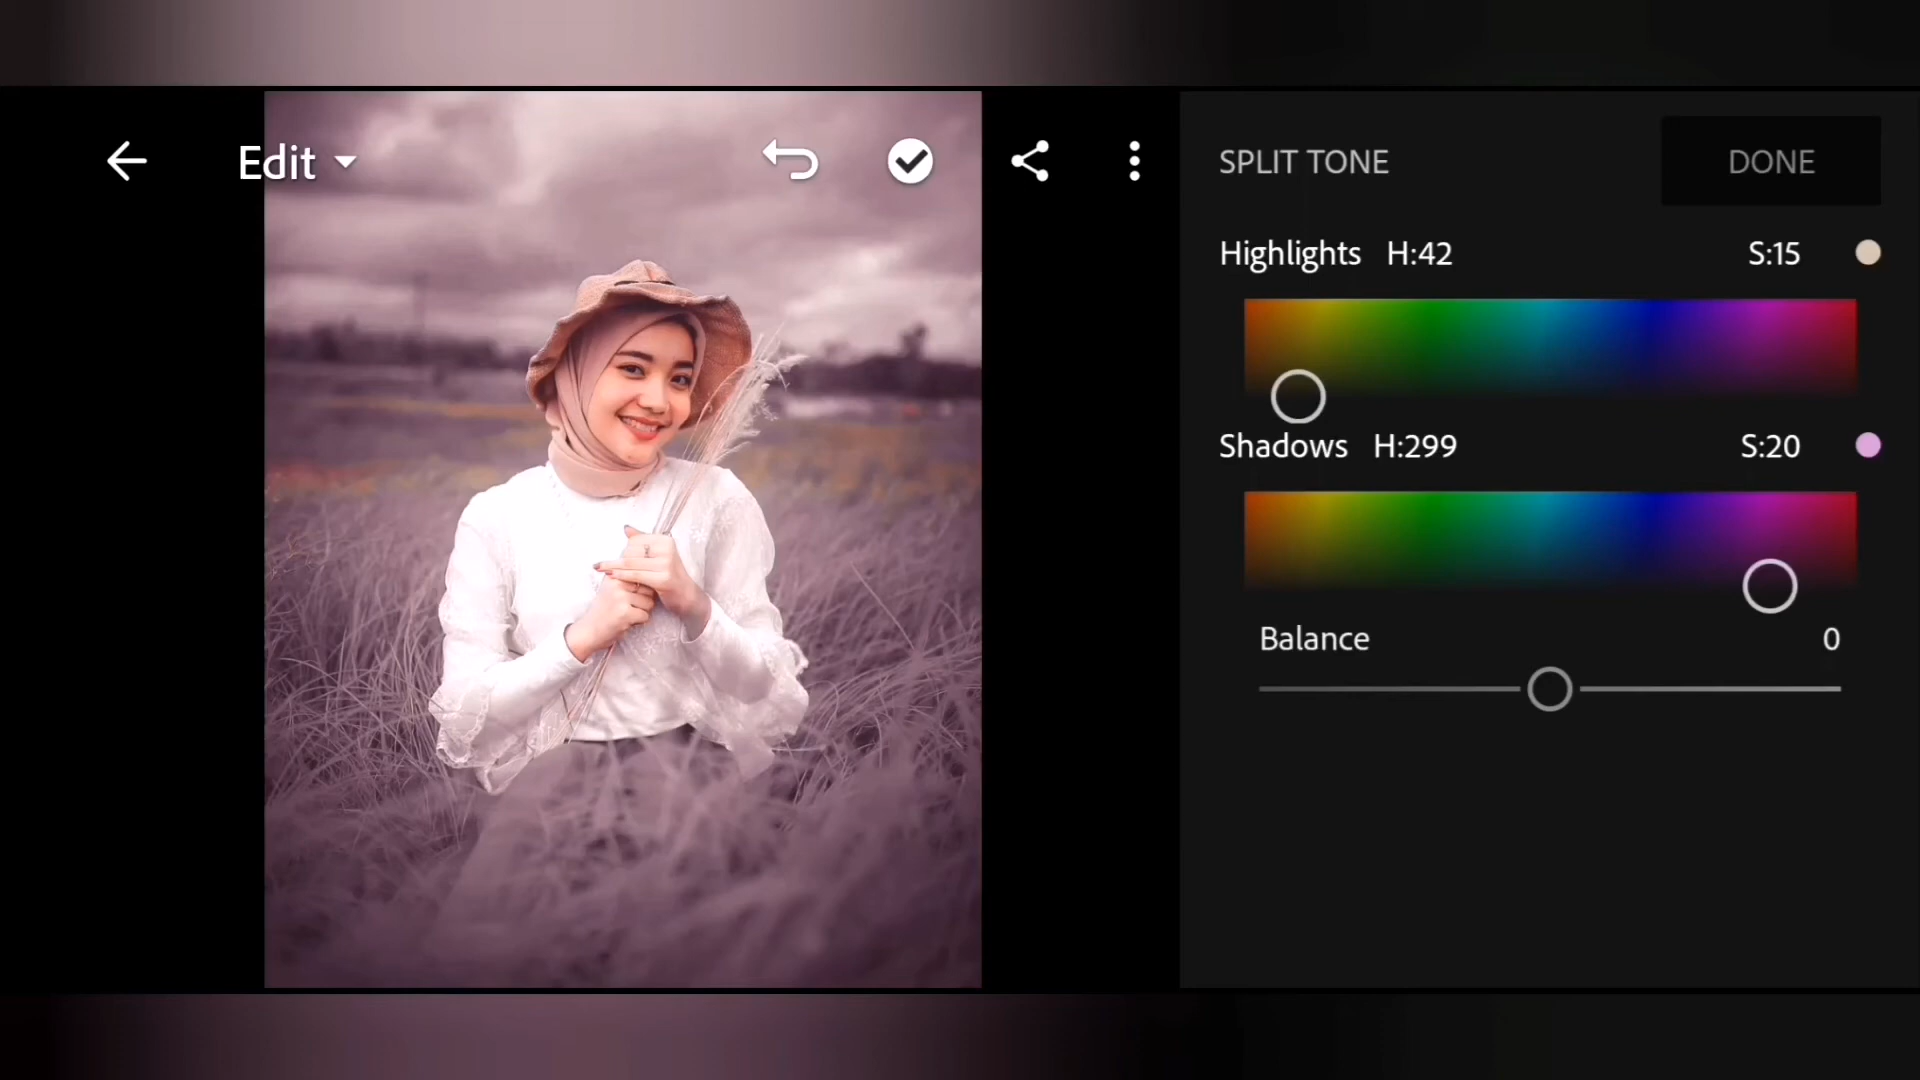 Edit
SPLIT TONE
DONE
Highlights H:42 S:15
Shadows H:299 S:20
Balance 0